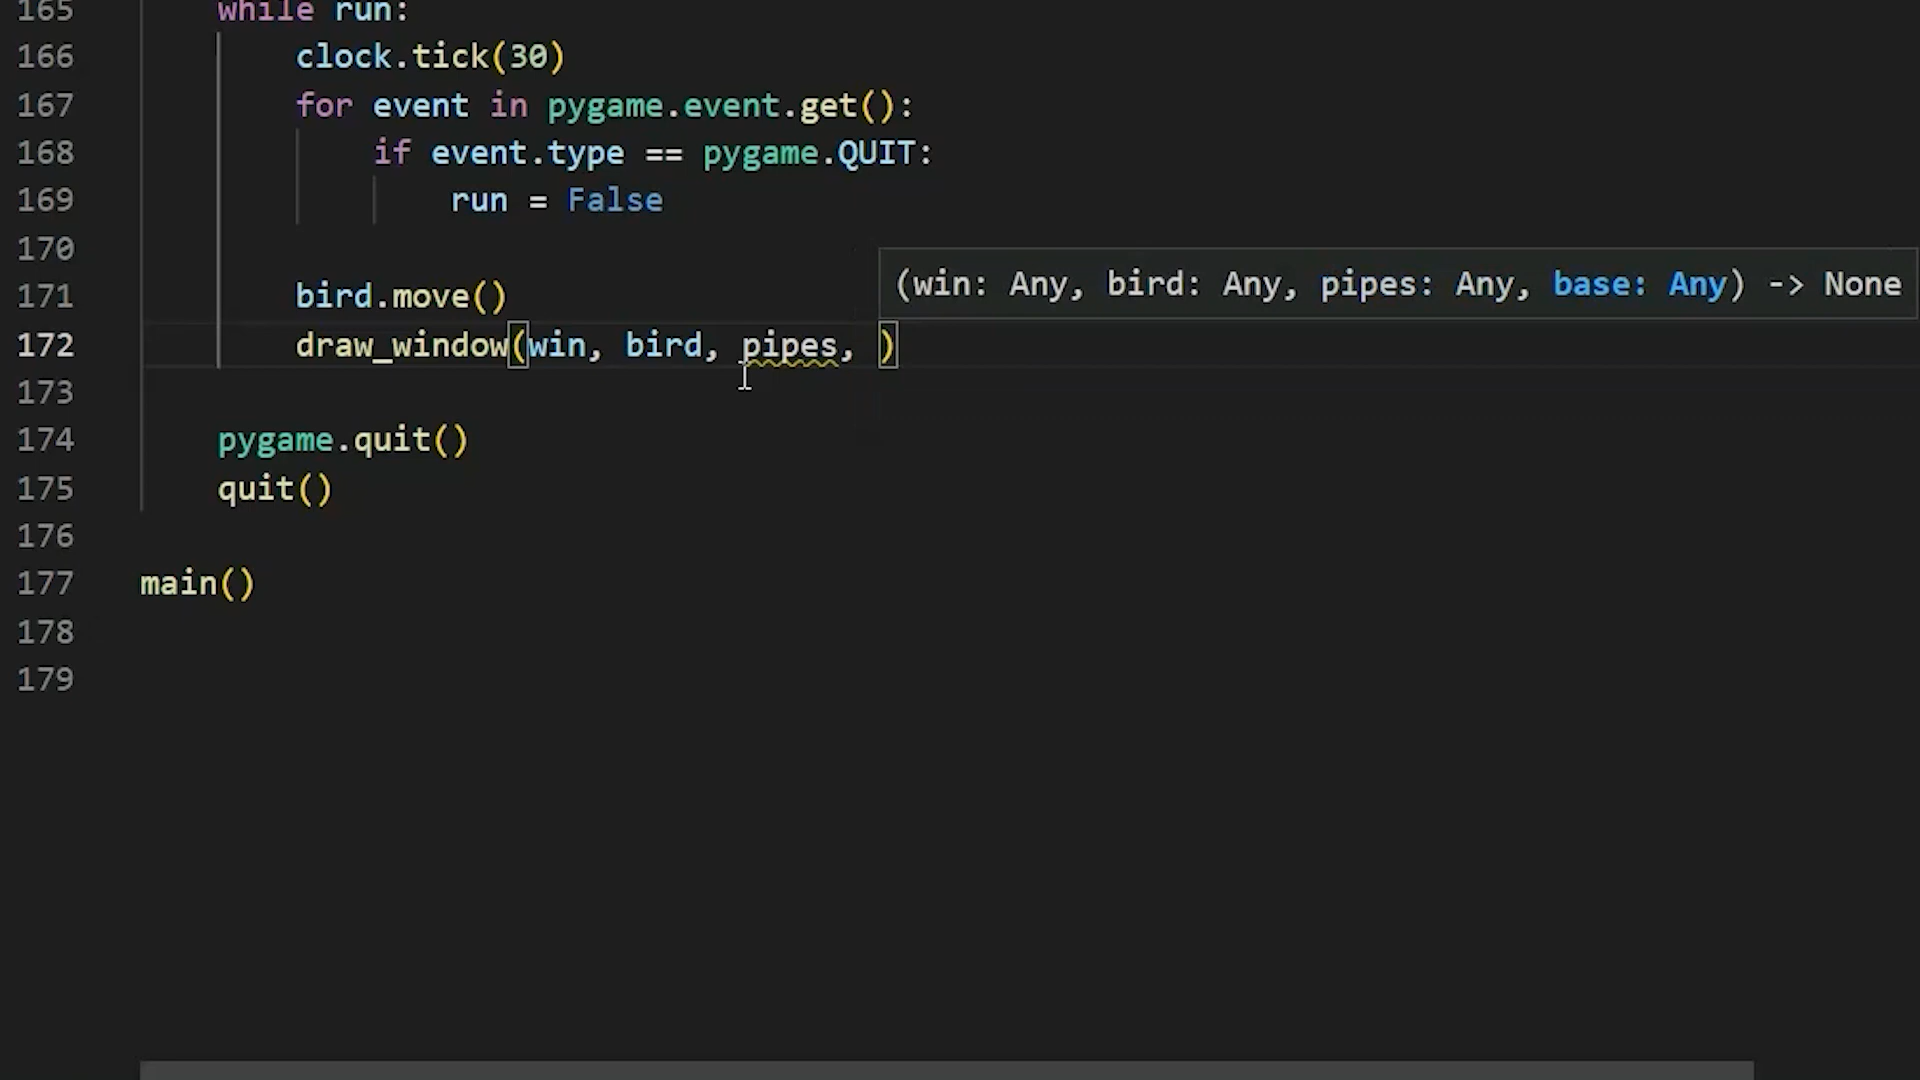 165 while run:
166 clock.tick(30)
167 for event in pygame.event.get():
168 if event.type == pygame.QUIT:
169 run = False
170
(win: Any, bird: Any, pipes: Any, base: Any) -> None
171 bird.move()
172 draw_window(win, bird, pipes, )
173
174 pygame.quit()
175 quit()
176
177 main()
178
179